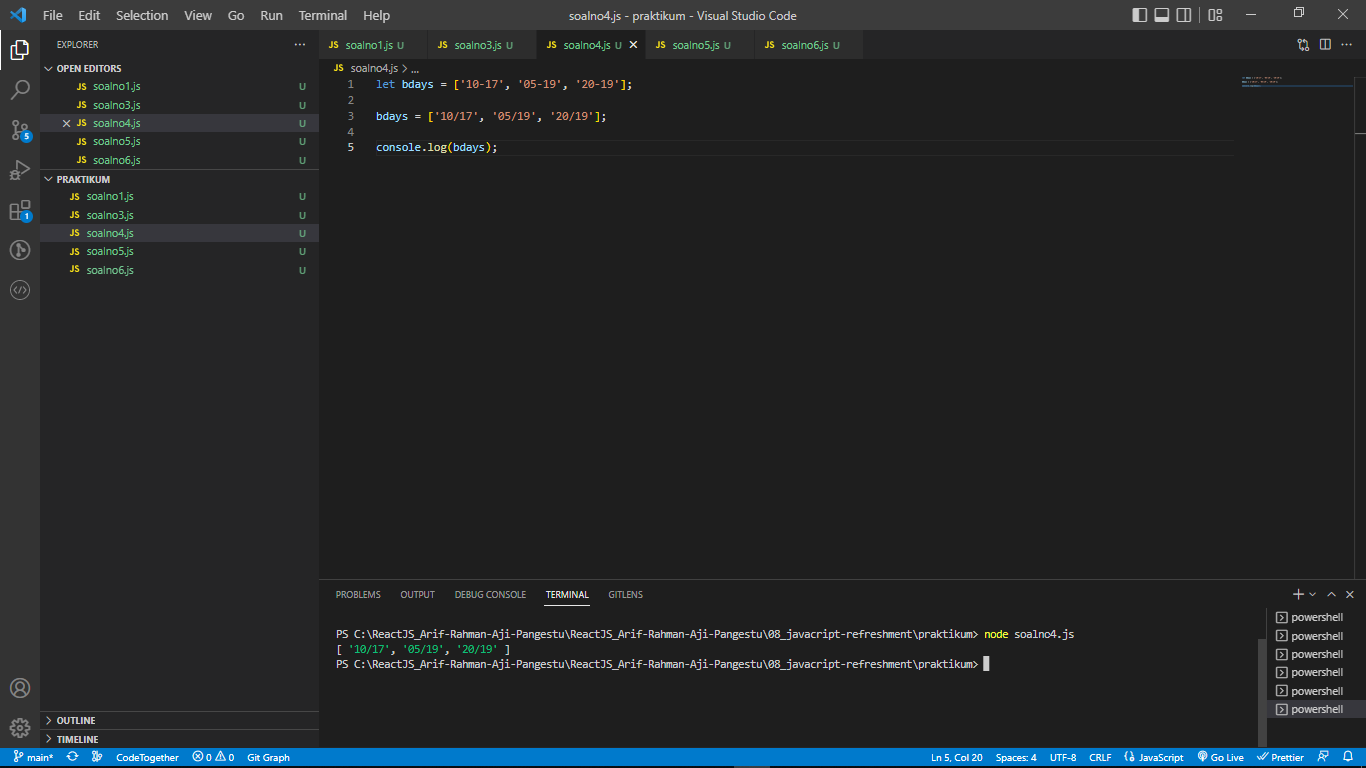 File Edit Selection View Go Run Terminal Help
soalno4.js - praktikum - Visual Studio Code
EXPLORER
OPEN EDITORS
JS soalno1.js U
JS soalno3.js U
JS soalno4.js U
JS soalno5.js U
JS soalno6.js U
PRAKTIKUM
JS soalno1.js U
JS soalno3.js U
JS soalno4.js U
JS soalno5.js U
JS soalno6.js U
OUTLINE
TIMELINE
5
1
JS soalno1.js U JS soalno3.js U JS soalno4.js U JS soalno5.js U JS soalno6.js U
JS soalno4.js > ...
1 let bdays = ['10-17', '05-19', '20-19'];
2
3 bdays = ['10/17', '05/19', '20/19'];
4
5 console.log(bdays);
PROBLEMS OUTPUT DEBUG CONSOLE TERMINAL GITLENS
PS C:\ReactJS_Arif-Rahman-Aji-Pangestu\ReactJS_Arif-Rahman-Aji-Pangestu\08_javacript-refreshment\praktikum> node soalno4.js
[ '10/17', '05/19', '20/19' ]
PS C:\ReactJS_Arif-Rahman-Aji-Pangestu\ReactJS_Arif-Rahman-Aji-Pangestu\08_javacript-refreshment\praktikum>
powershell
powershell
powershell
powershell
powershell
powershell
main* CodeTogether 0 0 Git Graph Ln 5, Col 20 Spaces: 4 UTF-8 CRLF JavaScript Go Live Prettier